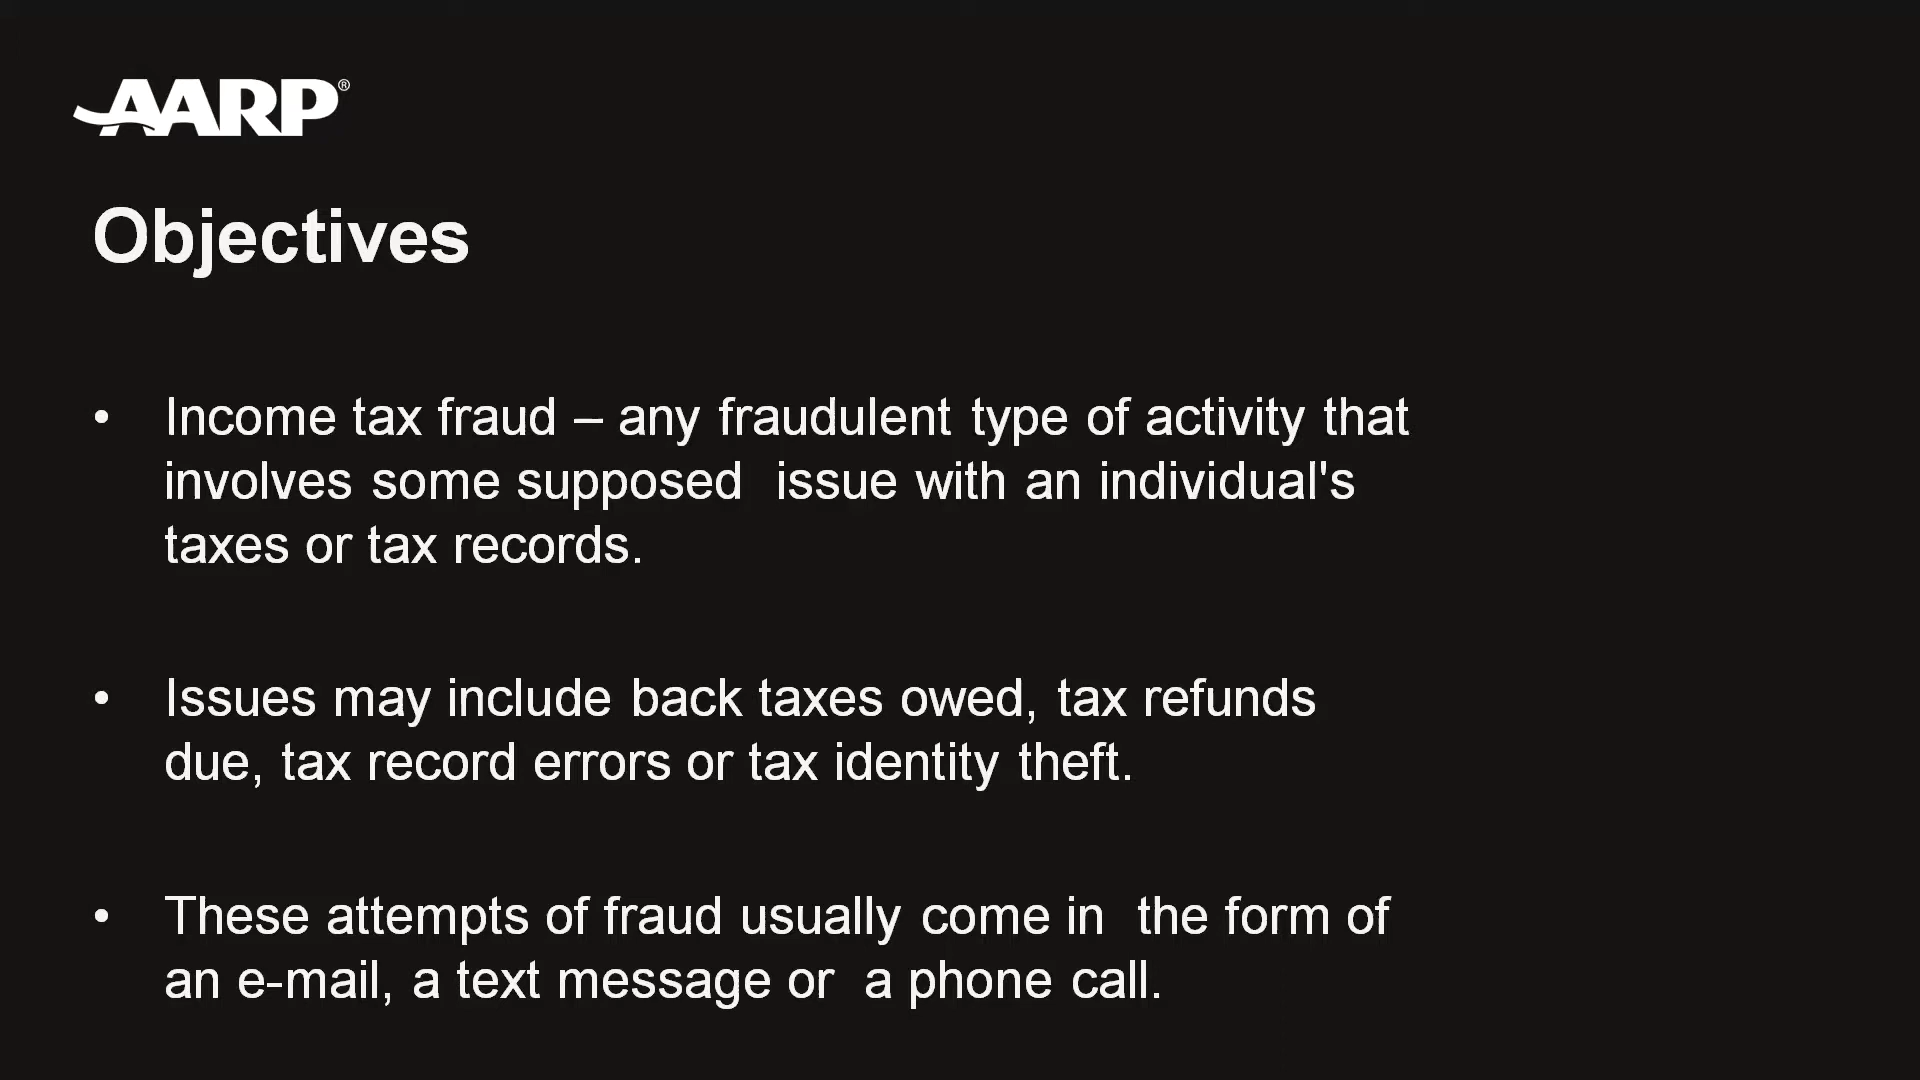 AARP®
Objectives
• Income tax fraud – any fraudulent type of activity that
involves some supposed  issue with an individual's
taxes or tax records.
• Issues may include back taxes owed, tax refunds
due, tax record errors or tax identity theft.
• These attempts of fraud usually come in  the form of
an e-mail, a text message or  a phone call.